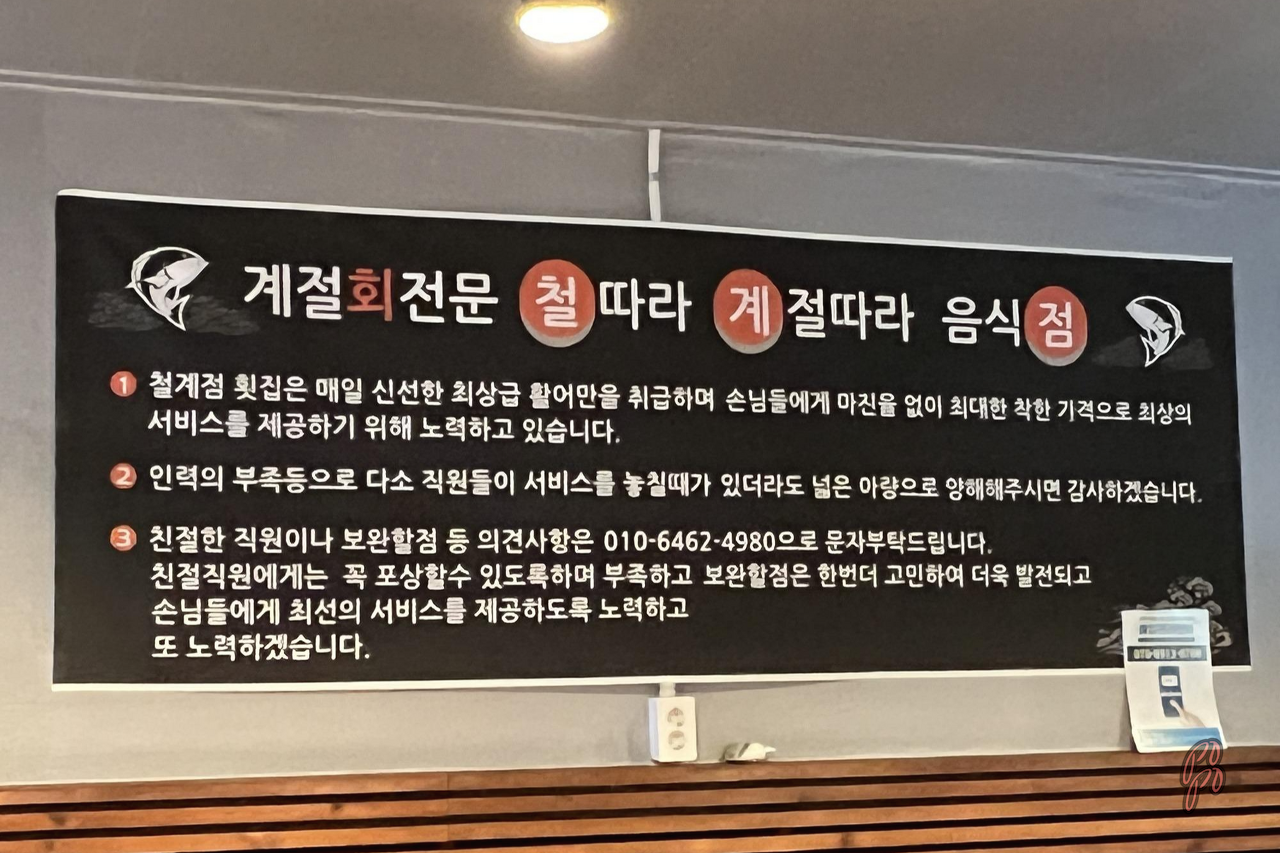 계절회전문 철따라 계절따라 음식점
1 철계점 횟집은 매일 신선한 최상급 활어만을 취급하며 손님들에게 마진율 없이 최대한 착한 가격으로 최상의
서비스를 제공하기 위해 노력하고 있습니다.
2 인력의 부족등으로 다소 직원들이 서비스를 놓칠때가 있더라도 넓은 아량으로 양해해주시면 감사하겠습니다.
3 친절한 직원이나 보완할점 등 의견사항은 010-6462-4980으로 문자부탁드립니다.
친절직원에게는 꼭 포상할수 있도록하며 부족하고 보완할점은 한번더 고민하여 더욱 발전되고
손님들에게 최선의 서비스를 제공하도록 노력하고
또 노력하겠습니다.